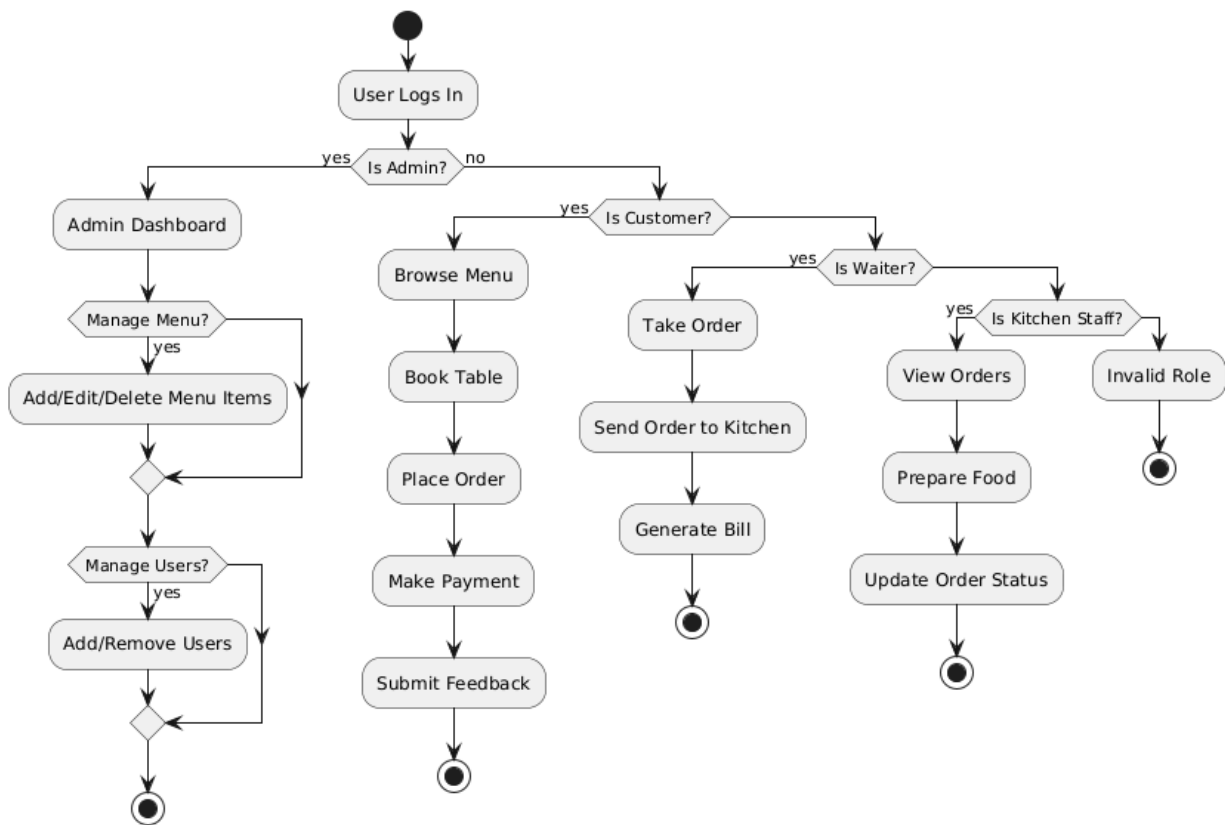 User Logs In
yes
Is Admin?
no
Admin Dashboard
Manage Menu?
yes
Add/Edit/Delete Menu Items
Manage Users?
yes
Add/Remove Users
yes
Is Customer?
Browse Menu
Book Table
Place Order
Make Payment
Submit Feedback
yes
Is Waiter?
Take Order
Send Order to Kitchen
Generate Bill
yes
Is Kitchen Staff?
View Orders
Prepare Food
Update Order Status
Invalid Role